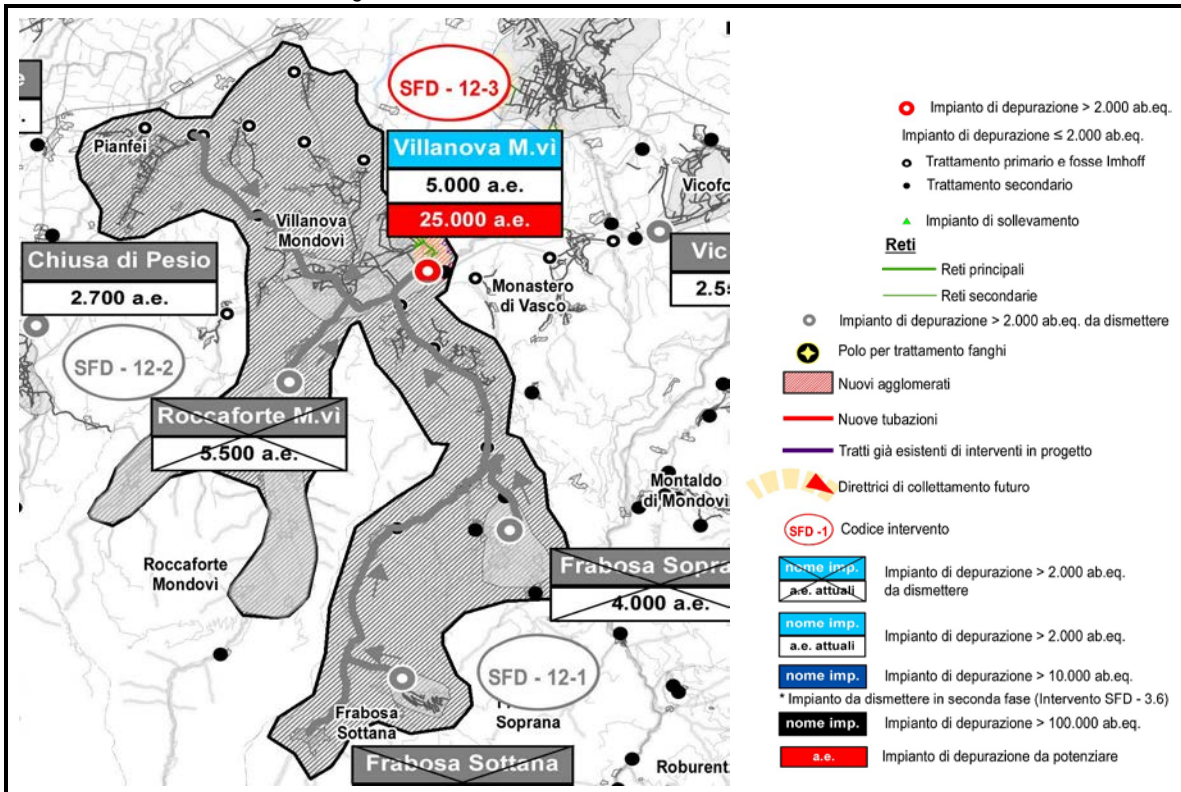 SFD - 12-3
Pianfei
Villanova M.vì
5.000 a.e.
25.000 a.e.
Vicofo
Villanova
Mondovì
Chiusa di Pesio
2.700 a.e.
Vic
2.5
Monastero
di Vasco
SFD - 12-2
Roccaforte M.vì
5.500 a.e.
Montaldo
di Mondovì
Roccaforte
Mondovì
Frabosa Sopra
4.000 a.e.
SFD - 12-1
Soprana
Frabosa
Sottana
Frabosa Sottana
Roburent
Impianto di depurazione > 2.000 ab.eq.
Impianto di depurazione ≤ 2.000 ab.eq.
Trattamento primario e fosse Imhoff
Trattamento secondario
Impianto di sollevamento
Reti
Reti principali
Reti secondarie
Impianto di depurazione > 2.000 ab.eq. da dismettere
Polo per trattamento fanghi
Nuovi agglomerati
Nuove tubazioni
Tratti già esistenti di interventi in progetto
Direttrici di collettamento futuro
SFD -1 Codice intervento
nome imp.
a.e. attuali
Impianto di depurazione > 2.000 ab.eq.
da dismettere
nome imp.
a.e. attuali
Impianto di depurazione > 2.000 ab.eq.
nome imp. Impianto di depurazione > 10.000 ab.eq.
* Impianto da dismettere in seconda fase (Intervento SFD - 3.6)
nome imp. Impianto di depurazione > 100.000 ab.eq.
a.e. Impianto di depurazione da potenziare